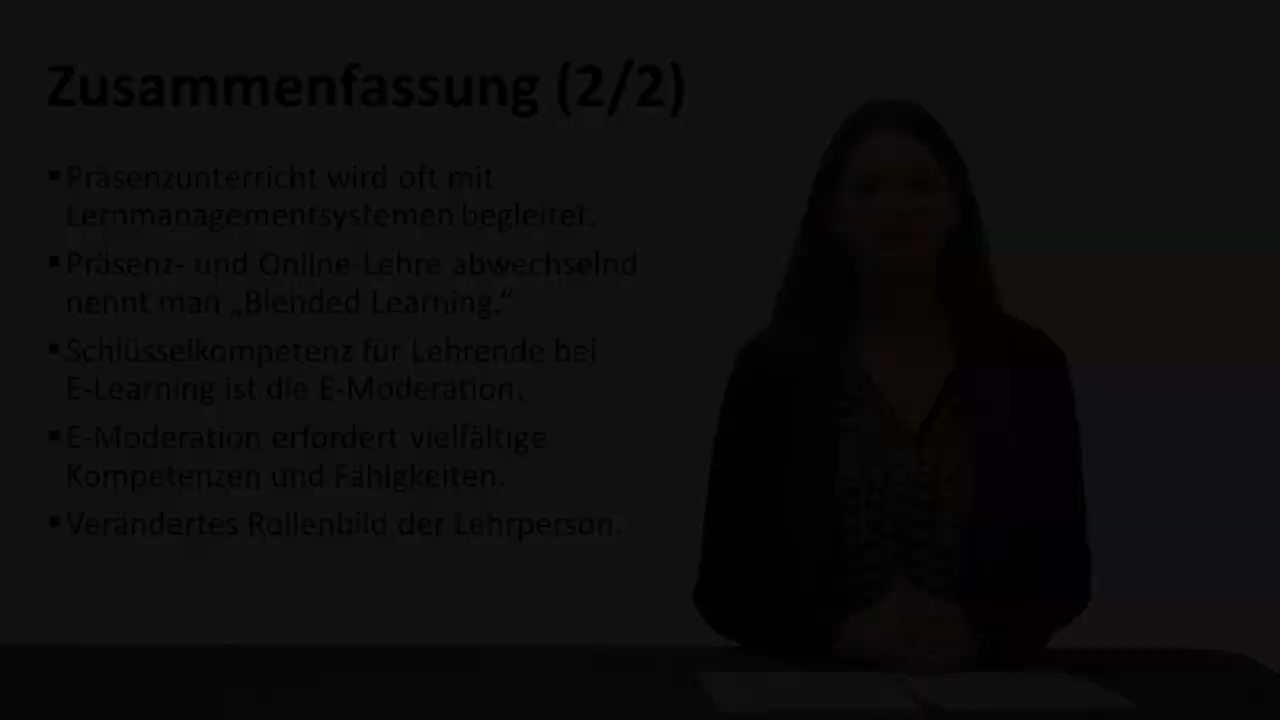 Zusammenfassung (2/2)
▪Präsenzunterricht wird oft mit
Lernmanagementsystemen begleitet.
▪Präsenz- und Online-Lehre abwechselnd
nennt man „Blended Learning.“
▪Schlüsselkompetenz für Lehrende bei
E-Learning ist die E-Moderation.
▪E-Moderation erfordert vielfältige
Kompetenzen und Fähigkeiten.
▪Verändertes Rollenbild der Lehrperson.